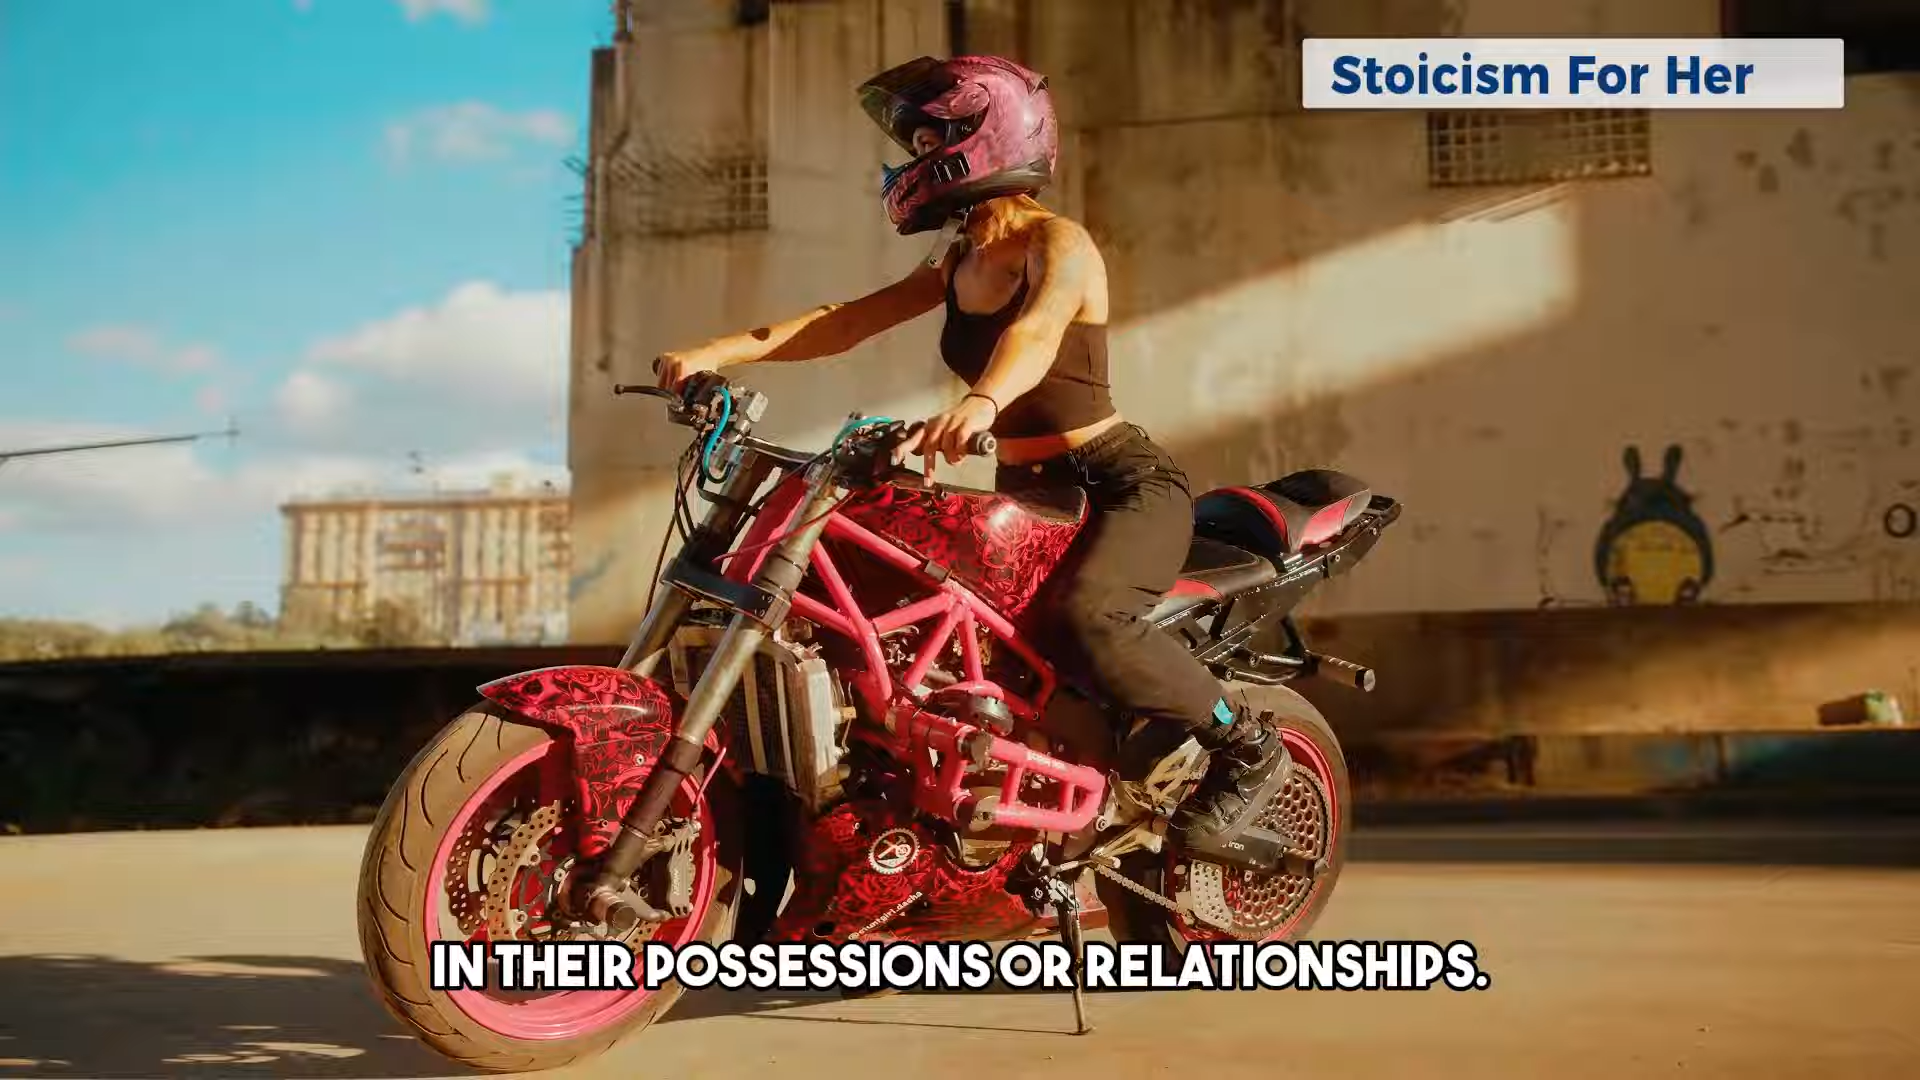 Stoicism For Her
IN THEIR POSSESSIONS OR RELATIONSHIPS.